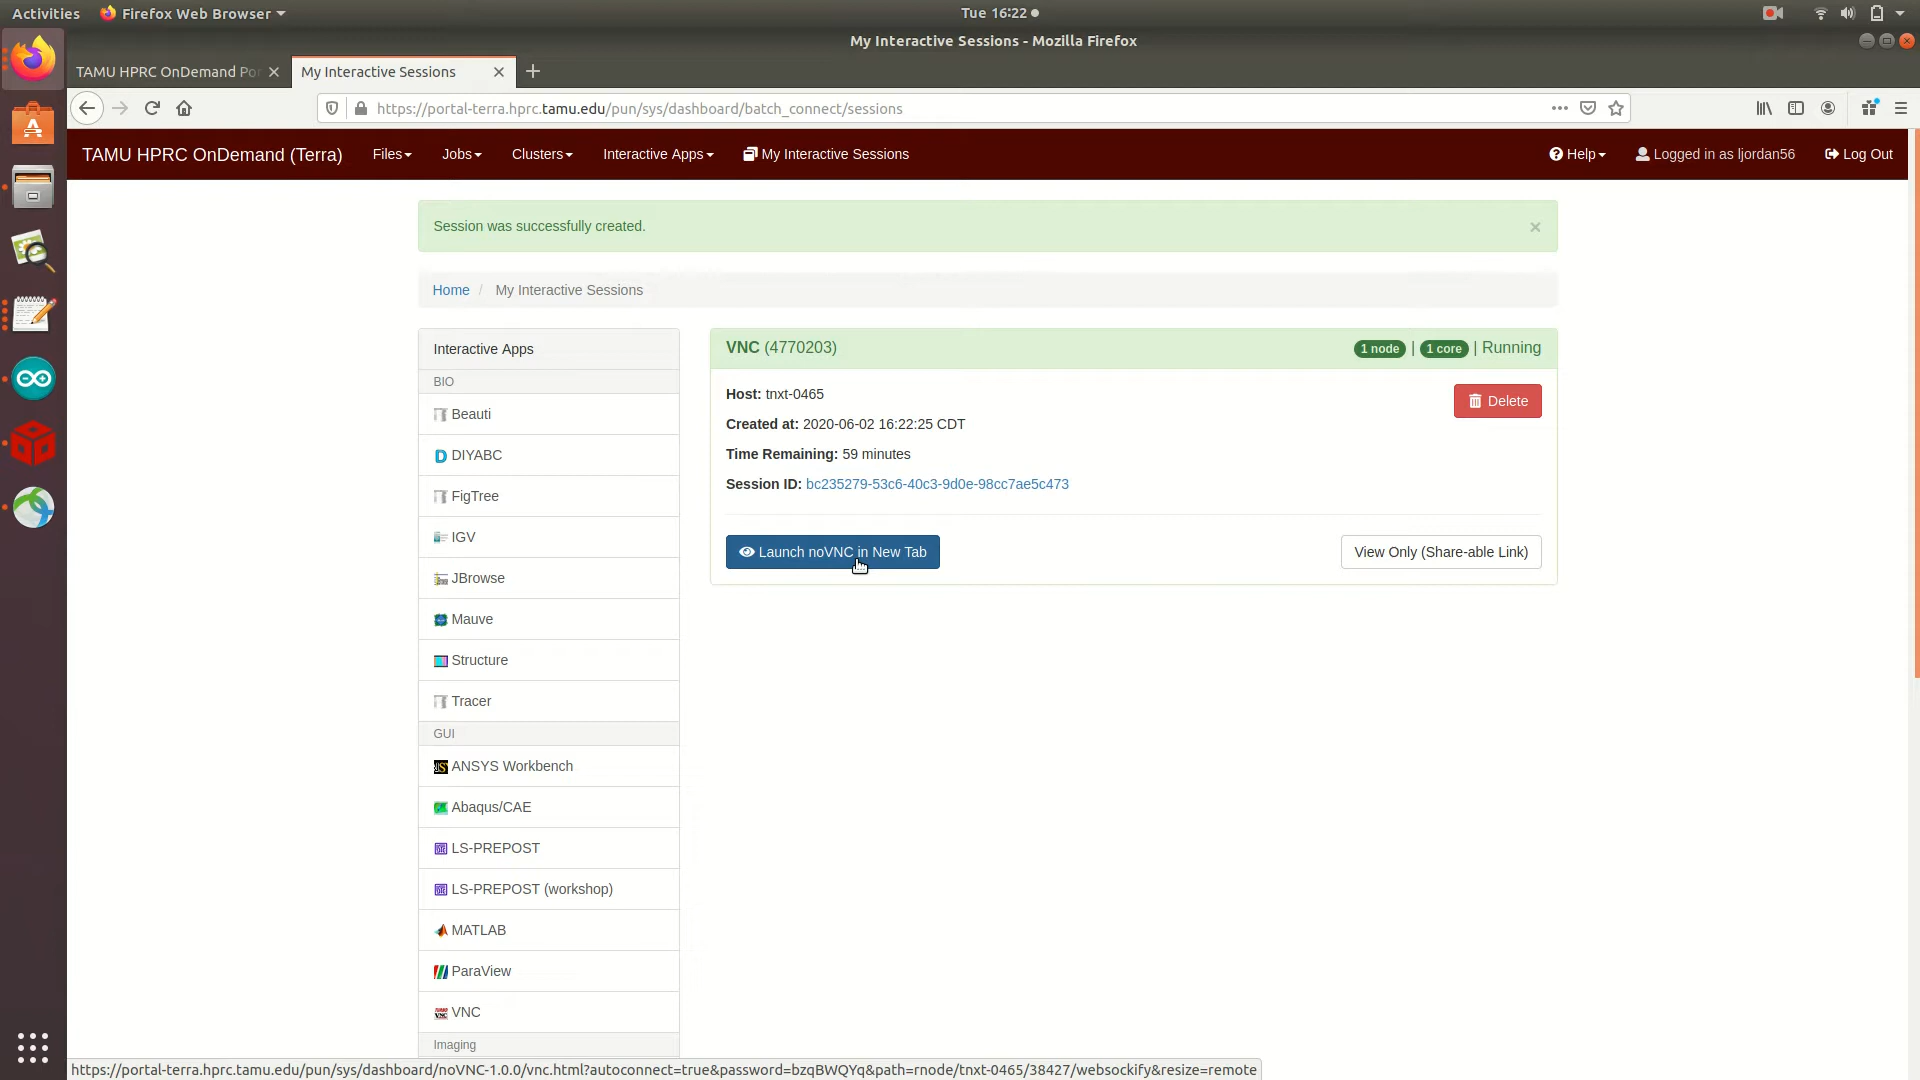 Activities
Firefox Web Browser
Tue 16:22
My Interactive Sessions - Mozilla Firefox
TAMU HPRC OnDemand Por
My Interactive Sessions
https://portal-terra.hprc.tamu.edu/pun/sys/dashboard/batch_connect/sessions
TAMU HPRC OnDemand (Terra)
Files
Jobs
Clusters
Interactive Apps
My Interactive Sessions
Help
Logged in as ljordan56
Log Out
Session was successfully created.
×
Home / My Interactive Sessions
Interactive Apps
BIO
Beauti
DIYABC
FigTree
IGV
JBrowse
Mauve
Structure
Tracer
GUI
ANSYS Workbench
Abaqus/CAE
LS-PREPOST
LS-PREPOST (workshop)
MATLAB
ParaView
VNC
Imaging
VNC (4770203)
1 node | 1 core | Running
Host: tnxt-0465
Delete
Created at: 2020-06-02 16:22:25 CDT
Time Remaining: 59 minutes
Session ID: bc235279-53c6-40c3-9d0e-98cc7ae5c473
Launch noVNC in New Tab
View Only (Share-able Link)
https://portal-terra.hprc.tamu.edu/pun/sys/dashboard/noVNC-1.0.0/vnc.html?autoconnect=true&password=bzqBWQYq&path=rnode/tnxt-0465/38427/websockify&resize=remote